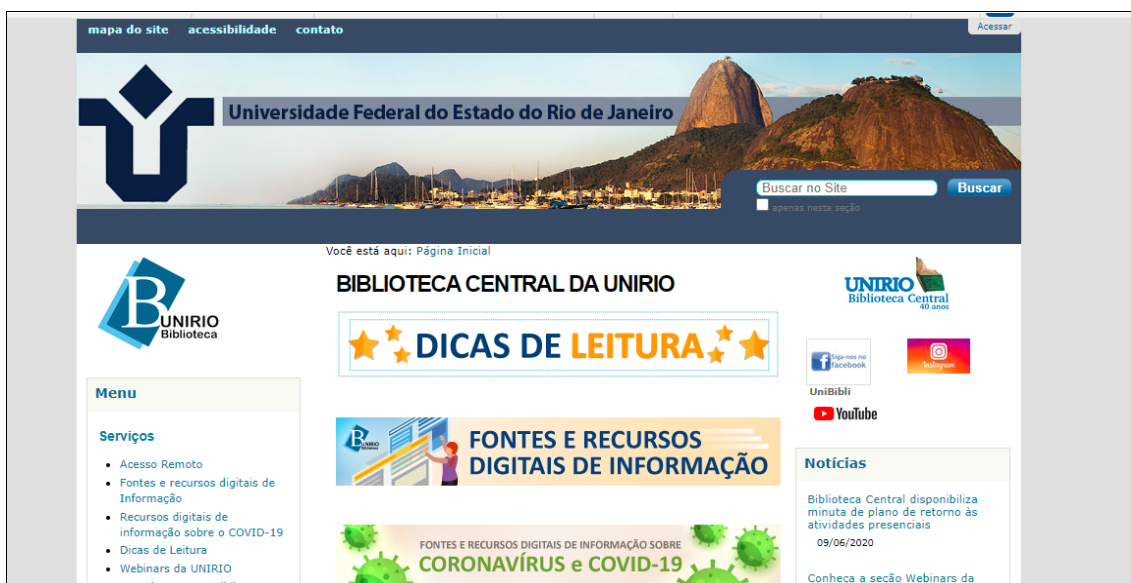 mapa do site acessibilidade contato
Acessar
Universidade Federal do Estado do Rio de Janeiro
Buscar no Site
Buscar
apenas nesta seção
Você está aqui: Página Inicial
B
UNIRIO
Biblioteca
Menu
Serviços
Acesso Remoto
Fontes e recursos digitais de
Informação
Recursos digitais de
informação sobre o COVID-19
Dicas de Leitura
Webinars da UNIRIO
BIBLIOTECA CENTRAL DA UNIRIO
DICAS DE LEITURA
FONTES E RECURSOS
DIGITAIS DE INFORMAÇÃO
FONTES E RECURSOS DIGITAIS DE INFORMAÇÃO SOBRE
CORONAVÍRUS e COVID-19
UNIRIO
Biblioteca Central
40 anos
Siga-nos no
facebook
Instagram
UniBibli
YouTube
Notícias
Biblioteca Central disponibiliza
minuta de plano de retorno às
atividades presenciais
09/06/2020
Conheça a seção Webinars da